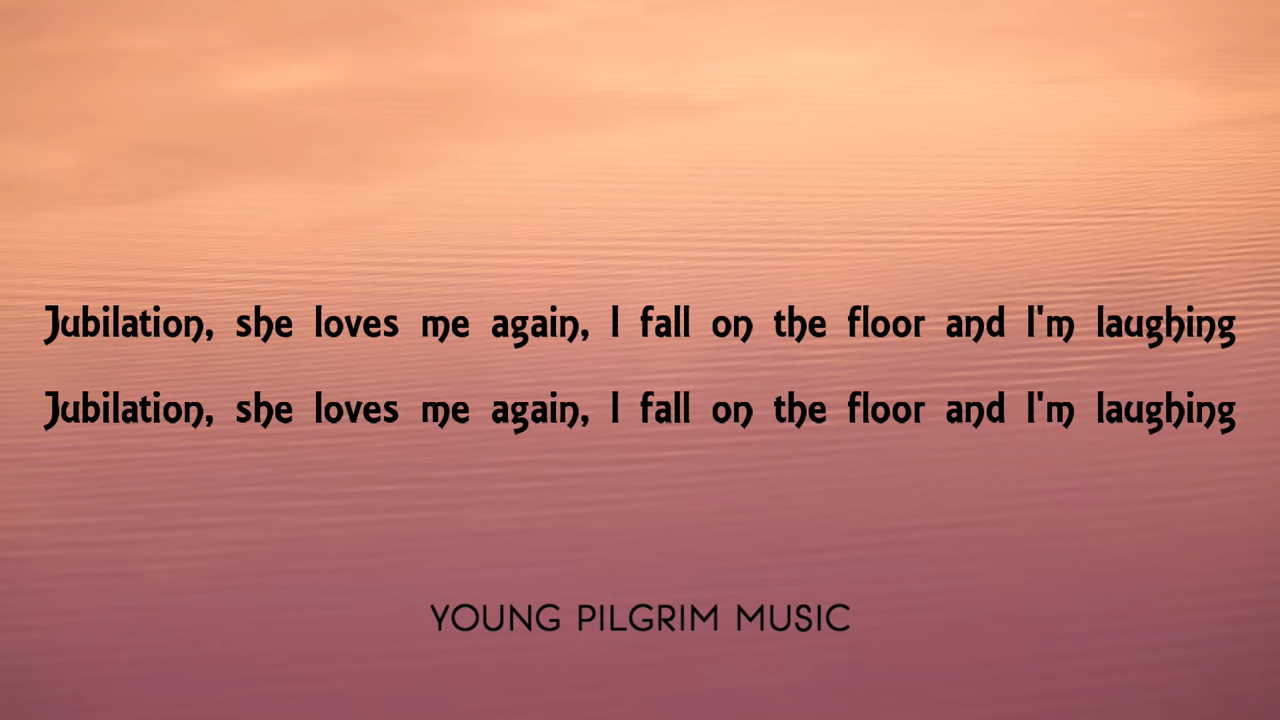 Jubilation, she loves me again, I fall on the floor and I'm laughing
Jubilation, she loves me again, I fall on the floor and I'm laughing
YOUNG PILGRIM MUSIC